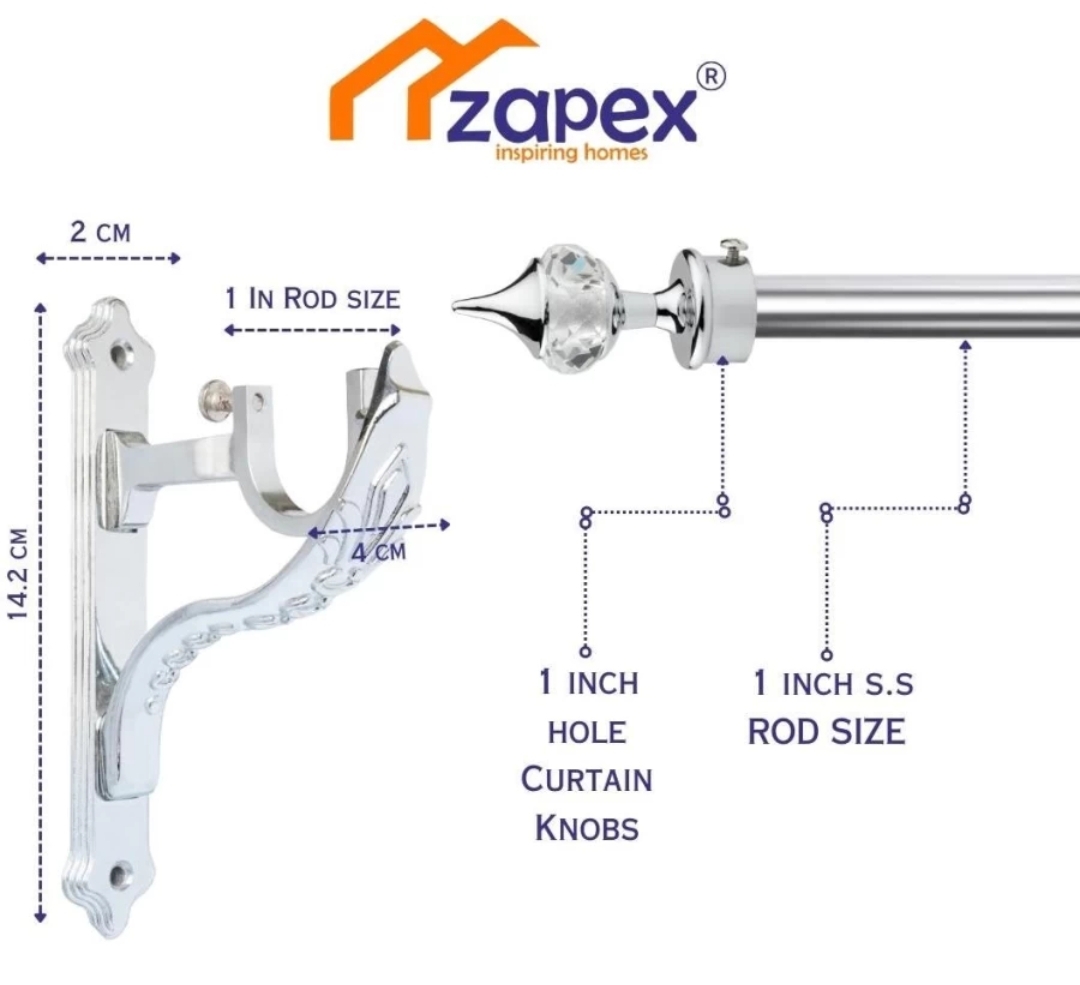 zapex®
inspiring homes
2 CM
1 IN ROD SIZE
14.2 CM
4 CM
1 INCH
HOLE
CURTAIN
KNOBS
1 INCH S.S
ROD SIZE